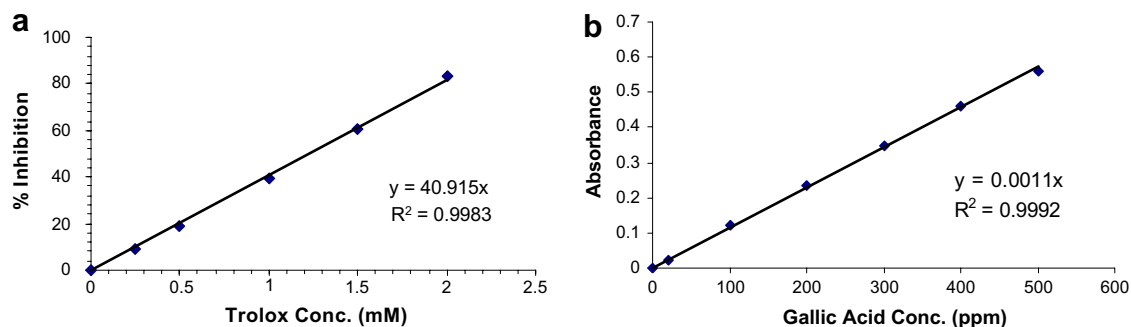 a
100
80
60
40
20
0
% Inhibition
y = 40.915x
R² = 0.9983
0 0.5 1 1.5 2 2.5
Trolox Conc. (mM)
b
0.7
0.6
0.5
0.4
0.3
0.2
0.1
0
Absorbance
y = 0.0011x
R² = 0.9992
0 100 200 300 400 500 600
Gallic Acid Conc. (ppm)